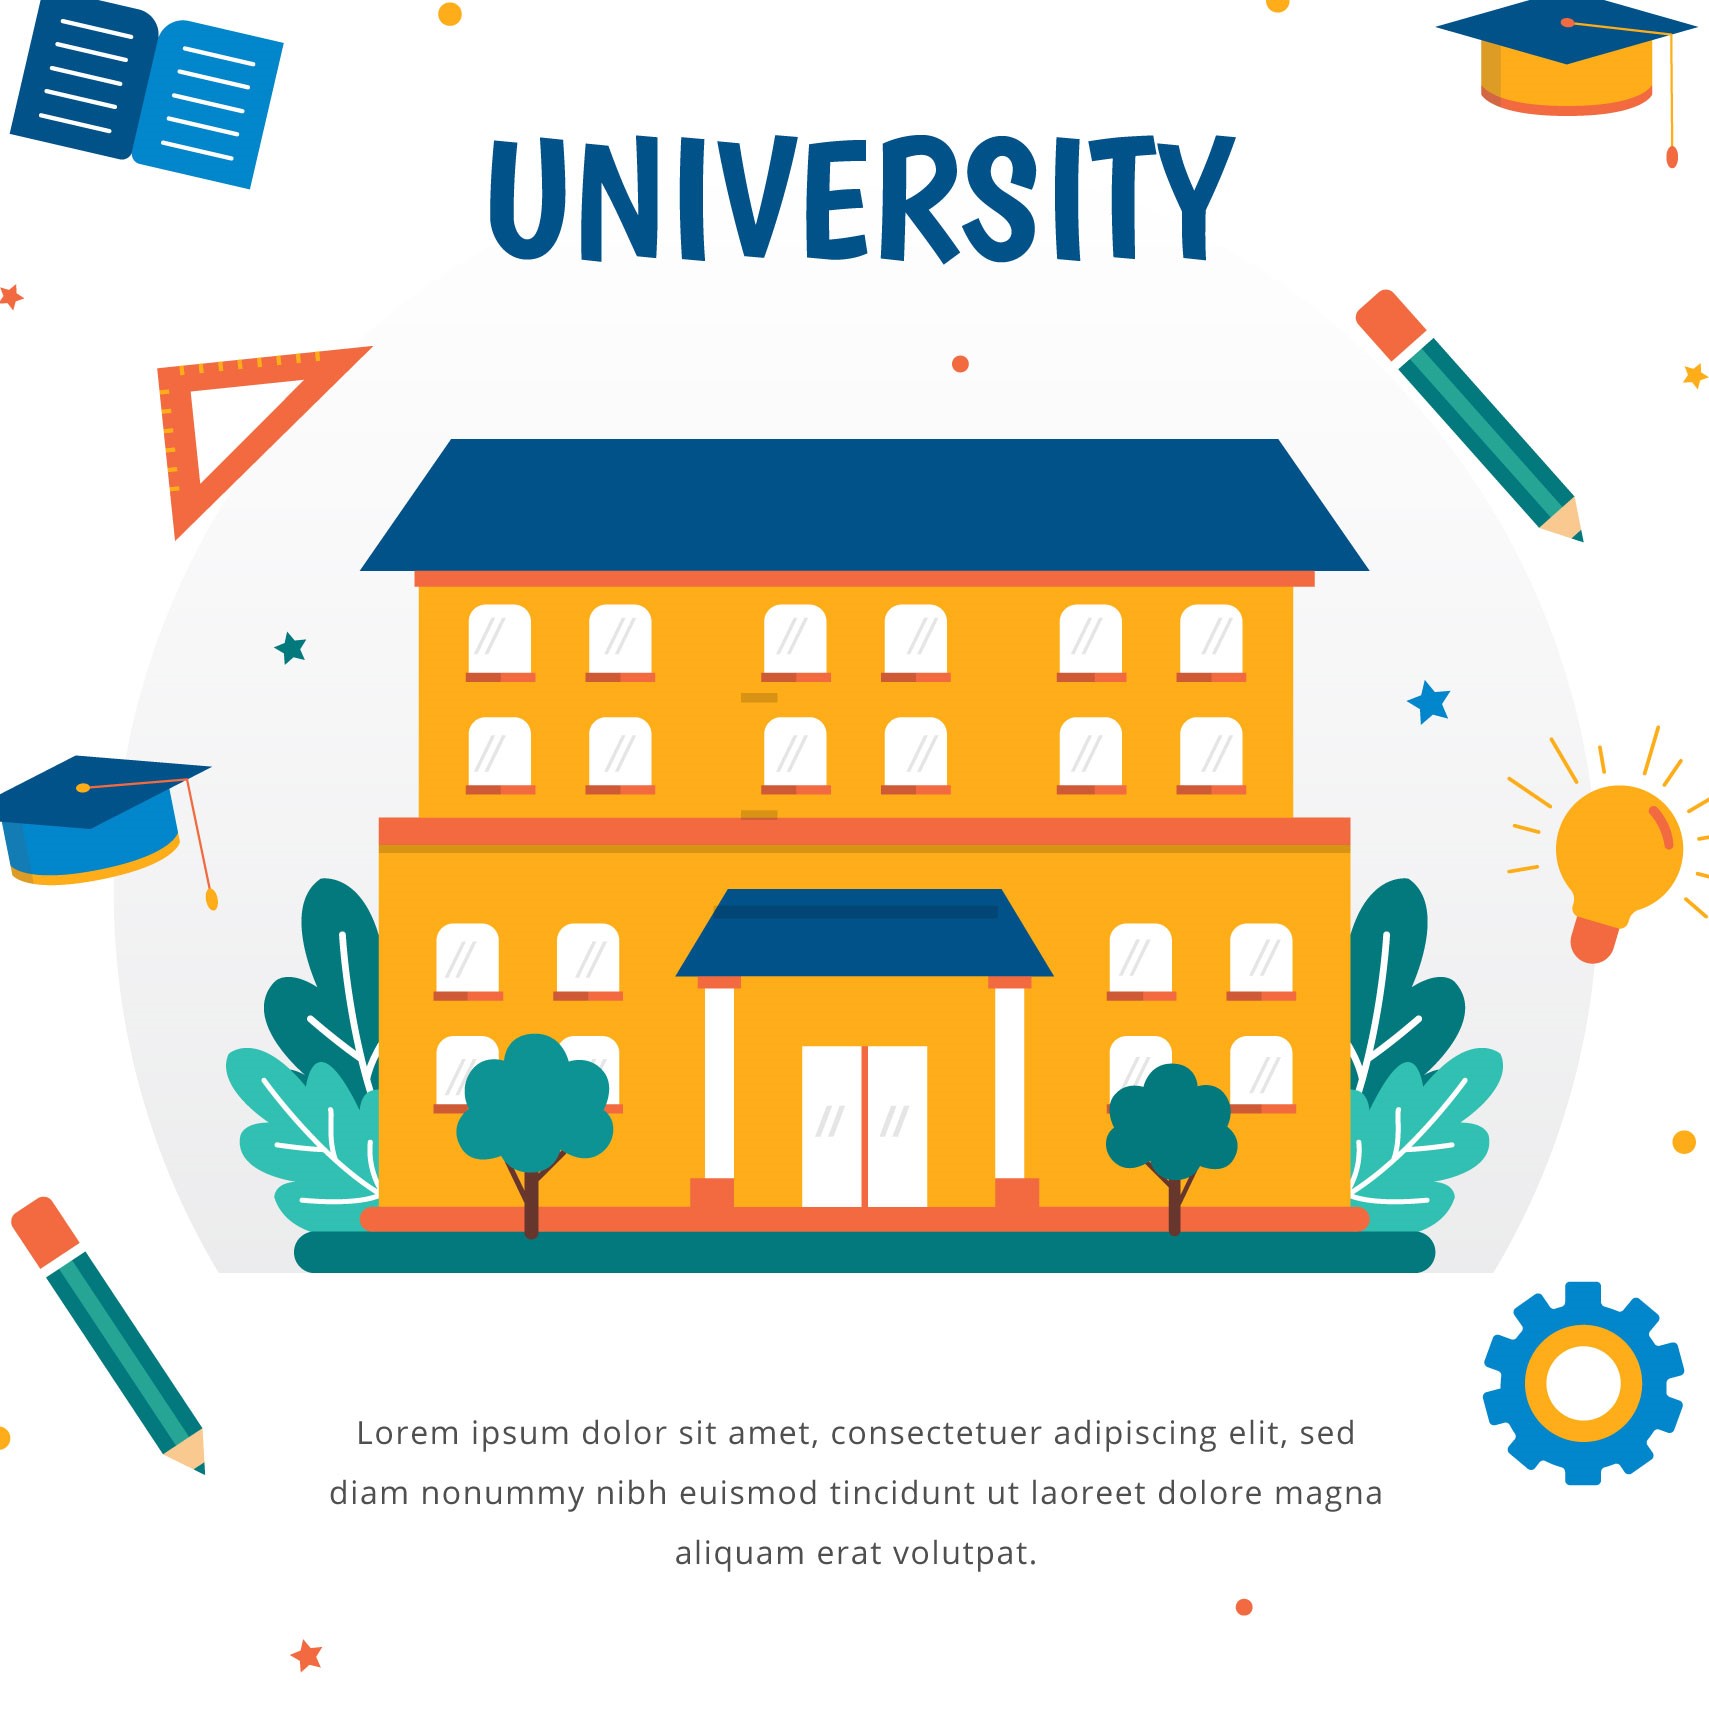 UNIVERSITY
Lorem ipsum dolor sit amet, consectetuer adipiscing elit, sed
diam nonummy nibh euismod tincidunt ut laoreet dolore magna
aliquam erat volutpat.